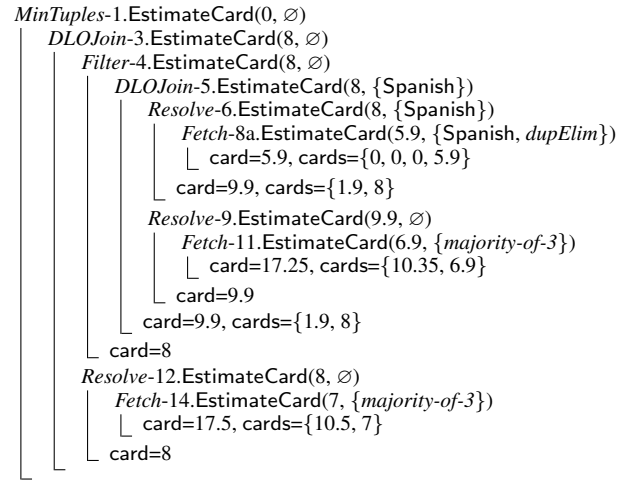 MinTuples-1.EstimateCard(0, ∅)
DLOJoin-3.EstimateCard(8, ∅)
Filter-4.EstimateCard(8, ∅)
DLOJoin-5.EstimateCard(8, {Spanish})
Resolve-6.EstimateCard(8, {Spanish})
Fetch-8a.EstimateCard(5.9, {Spanish, dupElim})
card=5.9, cards={0, 0, 0, 5.9}
card=9.9, cards={1.9, 8}
Resolve-9.EstimateCard(9.9, ∅)
Fetch-11.EstimateCard(6.9, {majority-of-3})
card=17.25, cards={10.35, 6.9}
card=9.9
card=9.9, cards={1.9, 8}
card=8
Resolve-12.EstimateCard(8, ∅)
Fetch-14.EstimateCard(7, {majority-of-3})
card=17.5, cards={10.5, 7}
card=8